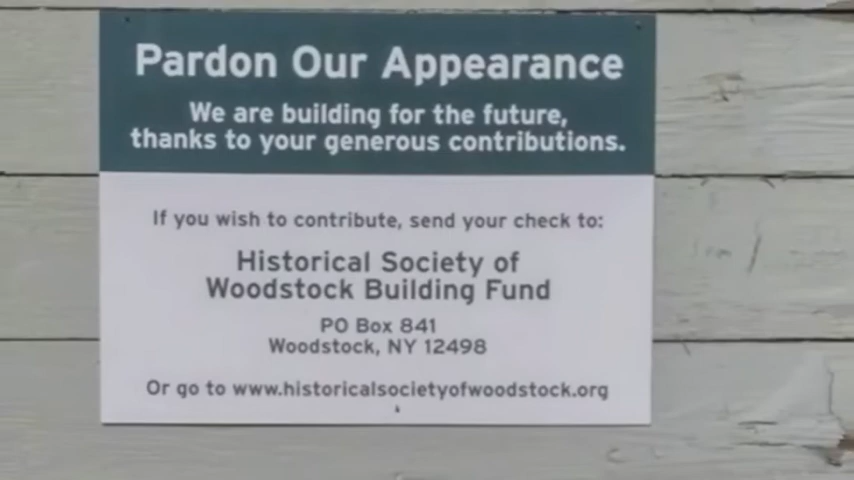 Pardon Our Appearance
We are building for the future,
thanks to your generous contributions.
If you wish to contribute, send your check to:
Historical Society of
Woodstock Building Fund
PO Box 841
Woodstock, NY 12498
Or go to www.historicalsocietyofwoodstock.org